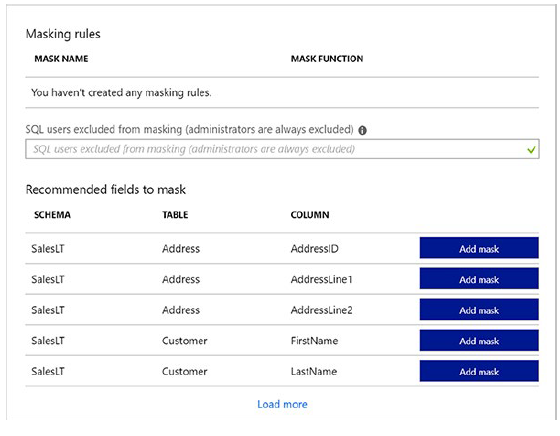 Masking rules
MASK NAME MASK FUNCTION
You haven't created any masking rules.
SQL users excluded from masking (administrators are always excluded)
SQL users excluded from masking (administrators are always excluded)
Recommended fields to mask
SCHEMA TABLE COLUMN
SalesLT Address AddressID Add mask
SalesLT Address AddressLine1 Add mask
SalesLT Address AddressLine2 Add mask
SalesLT Customer FirstName Add mask
SalesLT Customer LastName Add mask
Load more